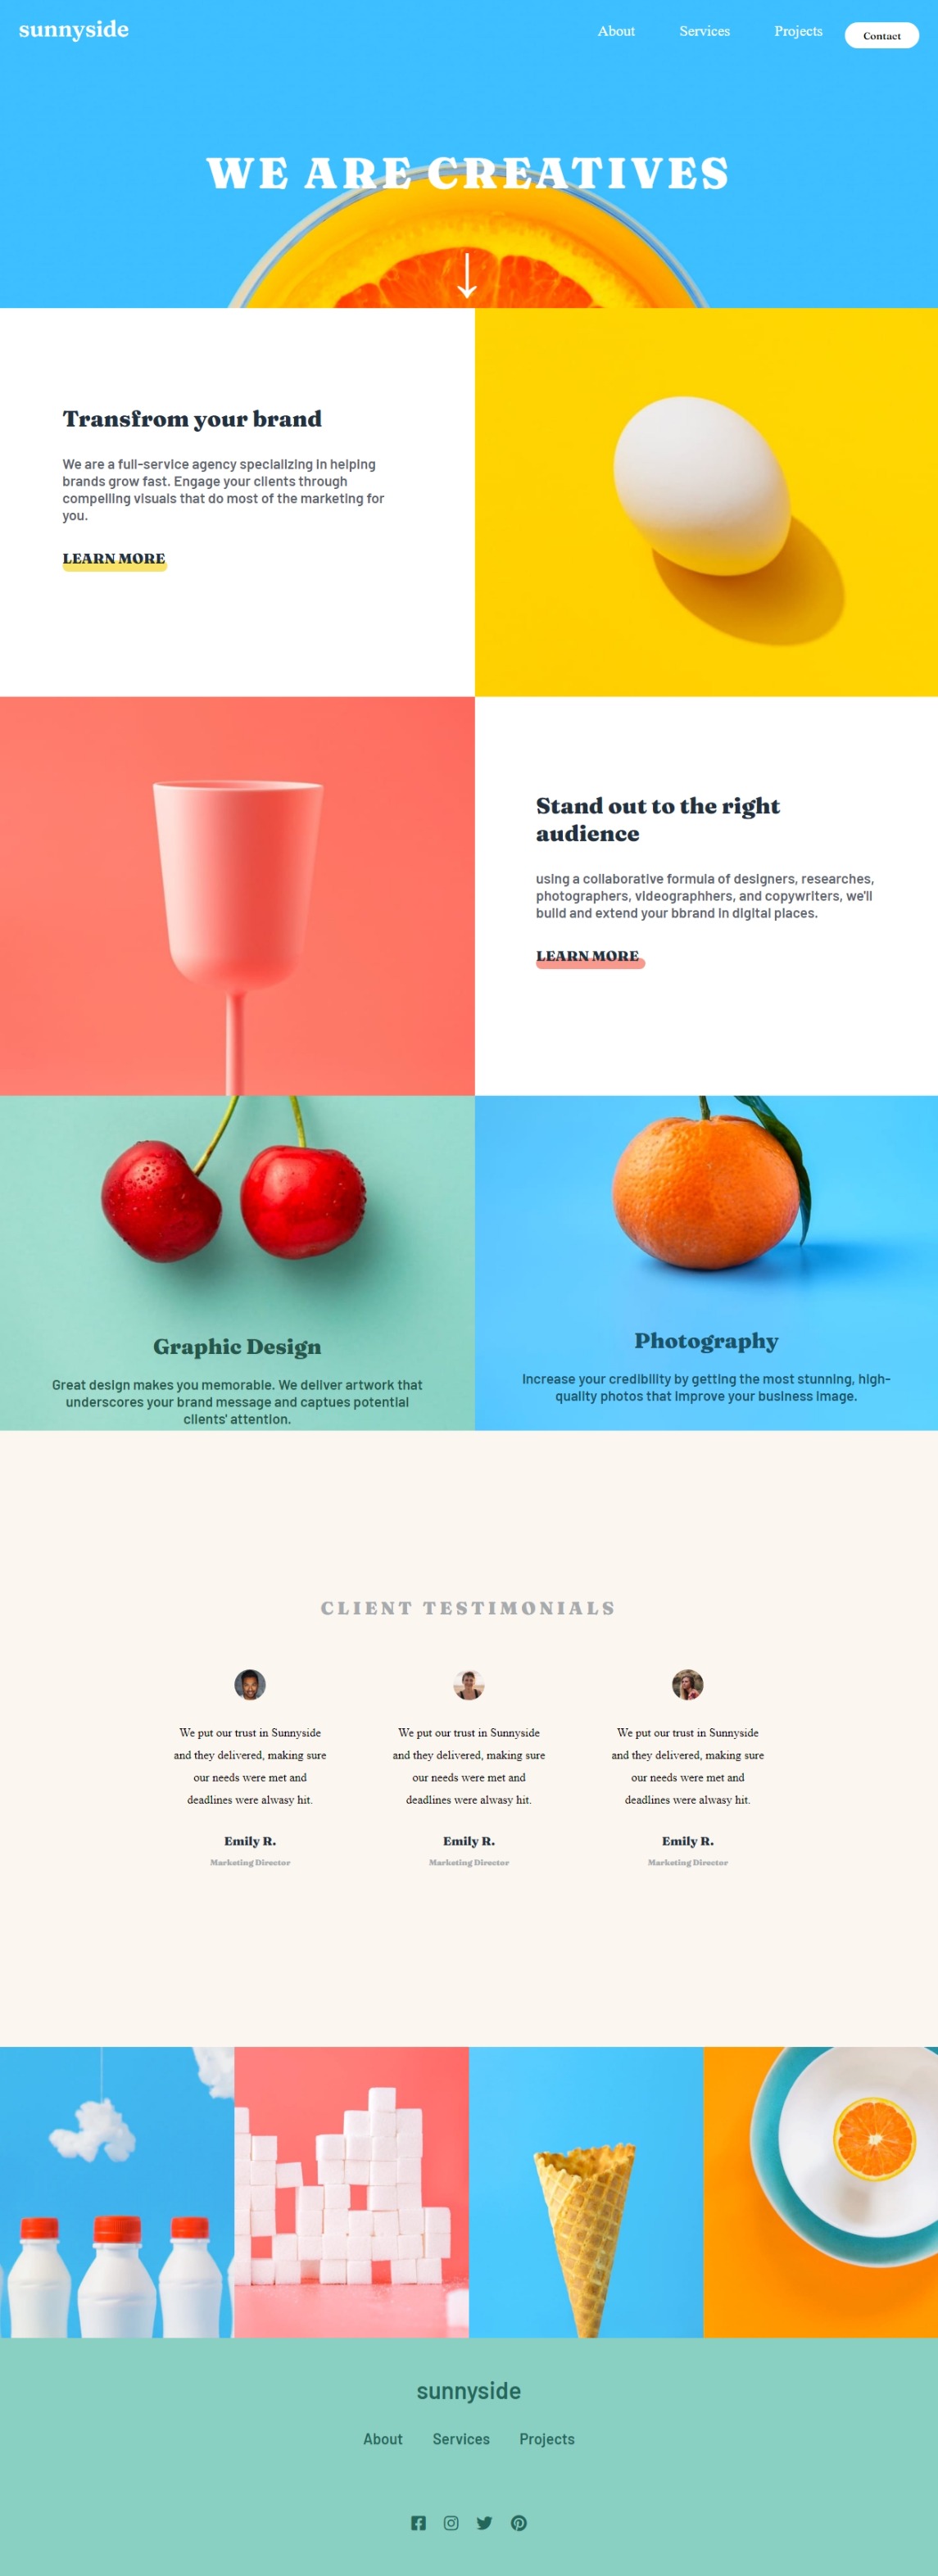 sunnyside
About Services Projects Contact
WE ARE CREATIVES
Transfrom your brand
We are a full-service agency specializing in helping
brands grow fast. Engage your clients through
compelling visuals that do most of the marketing for
you.
LEARN MORE
Stand out to the right
audience
using a collaborative formula of designers, researches,
photographers, videographhers, and copywriters, we'll
build and extend your bbrand in digital places.
LEARN MORE
Graphic Design
Great design makes you memorable. We deliver artwork that
underscores your brand message and captues potential
clients' attention.
Photography
Increase your credibility by getting the most stunning, high-
quality photos that improve your business image.
CLIENT TESTIMONIALS
We put our trust in Sunnyside
and they delivered, making sure
our needs were met and
deadlines were alwasy hit.
Emily R.
Marketing Director
We put our trust in Sunnyside
and they delivered, making sure
our needs were met and
deadlines were alwasy hit.
Emily R.
Marketing Director
We put our trust in Sunnyside
and they delivered, making sure
our needs were met and
deadlines were alwasy hit.
Emily R.
Marketing Director
sunnyside
About Services Projects